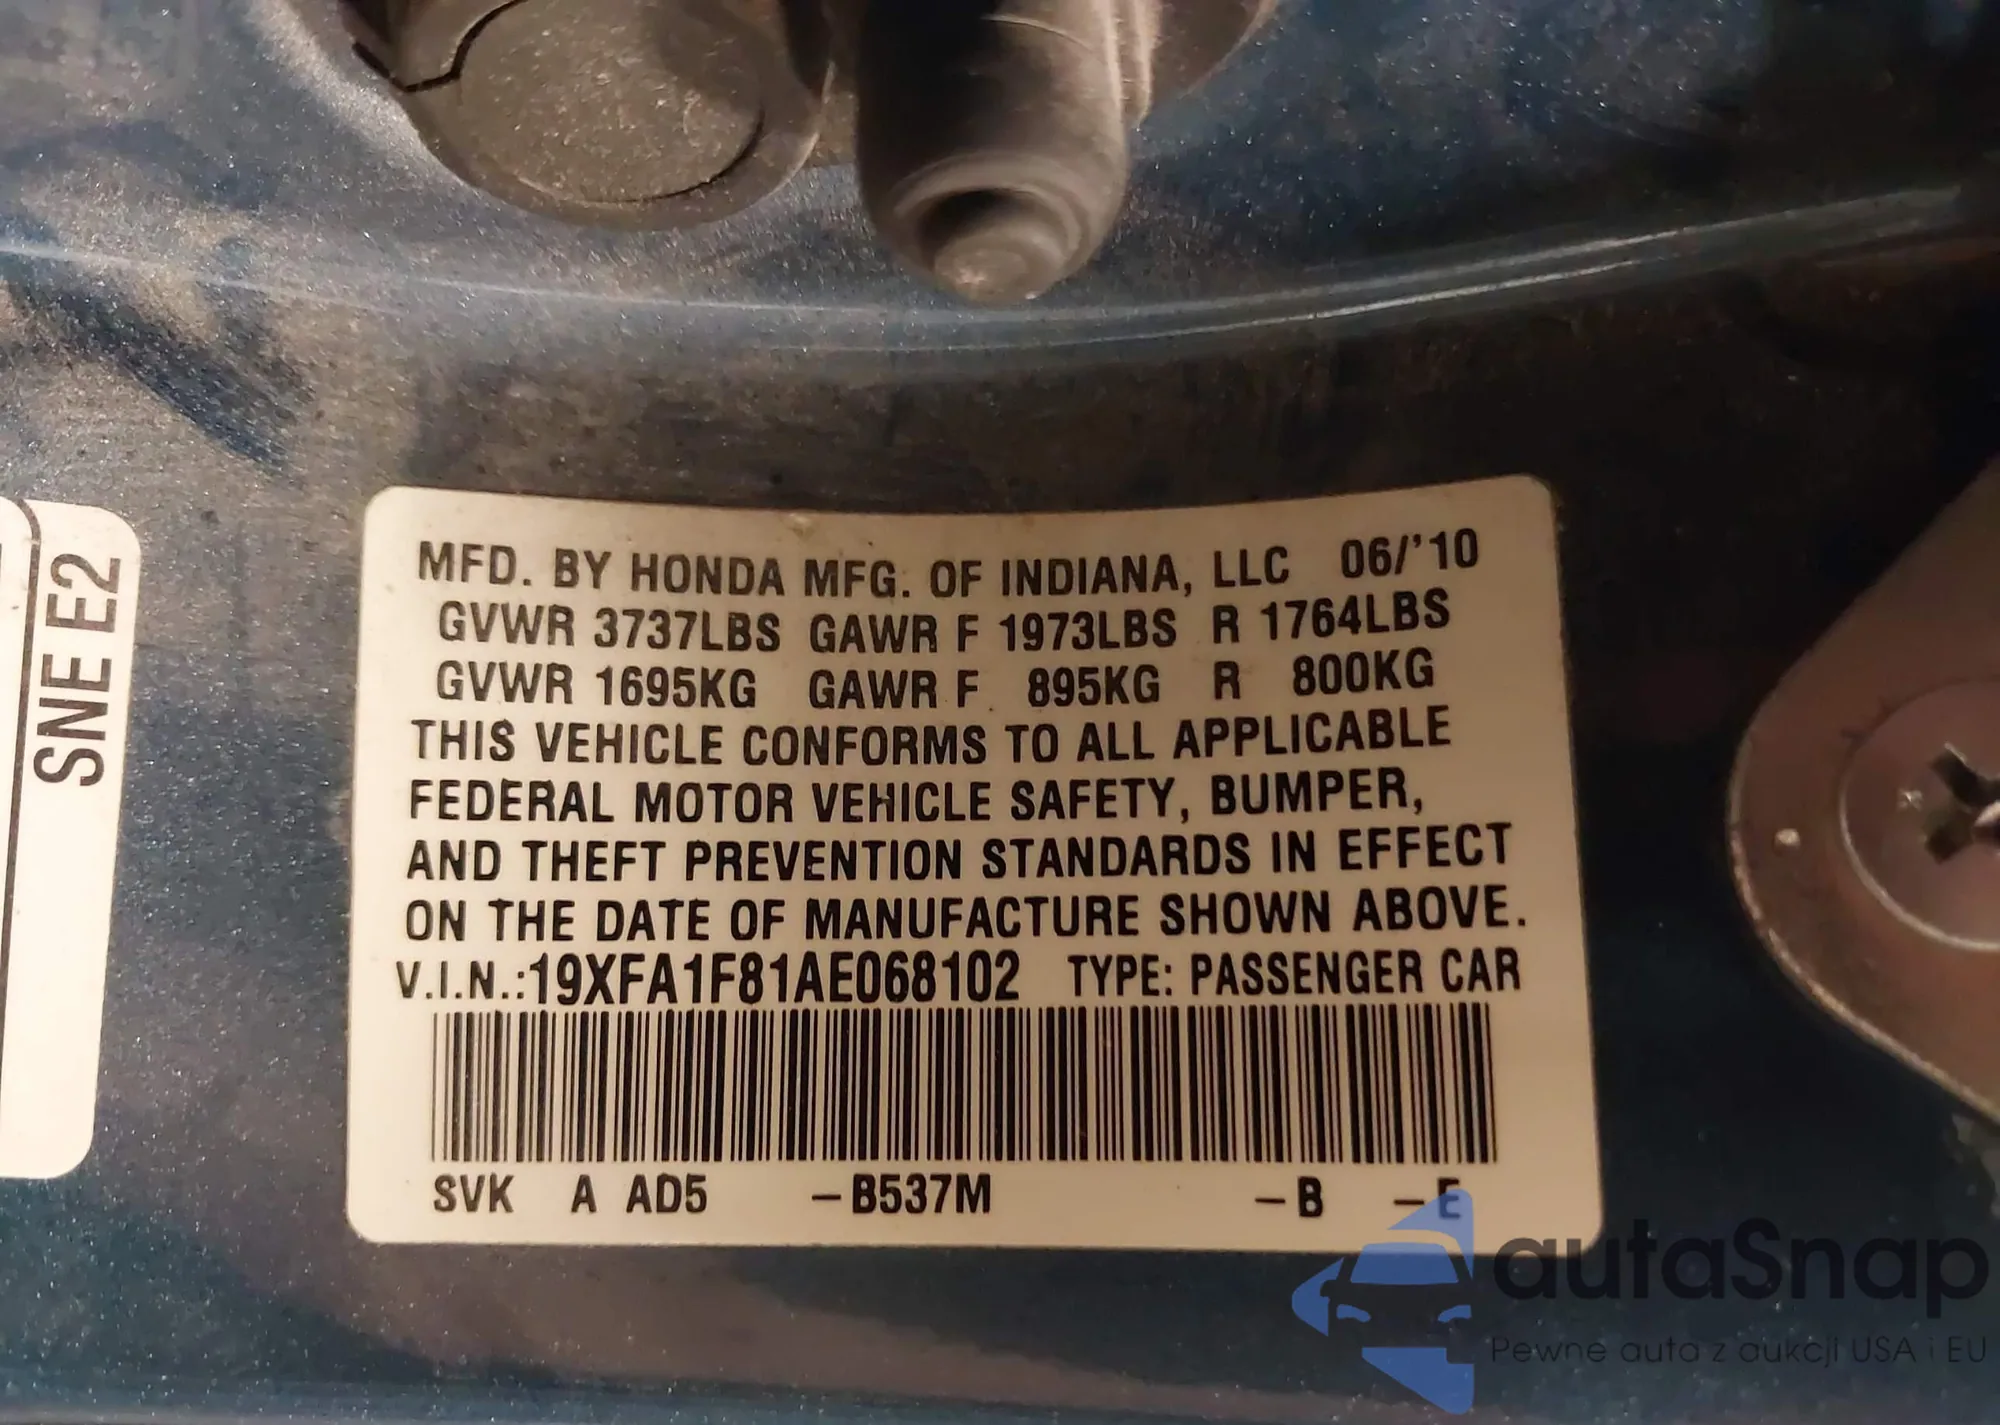 SNE E2
MFD. BY HONDA MFG. OF INDIANA, LLC 06/'10
GVWR 3737LBS GAWR F 1973LBS R 1764LBS
GVWR 1695KG GAWR F 895KG R 800KG
THIS VEHICLE CONFORMS TO ALL APPLICABLE
FEDERAL MOTOR VEHICLE SAFETY, BUMPER,
AND THEFT PREVENTION STANDARDS IN EFFECT
ON THE DATE OF MANUFACTURE SHOWN ABOVE.
V.I.N.:19XFA1F81AE068102 TYPE: PASSENGER CAR
SVK A AD5 –B537M –B –E
autaSnap
Pewne auta z aukcji USA i EU